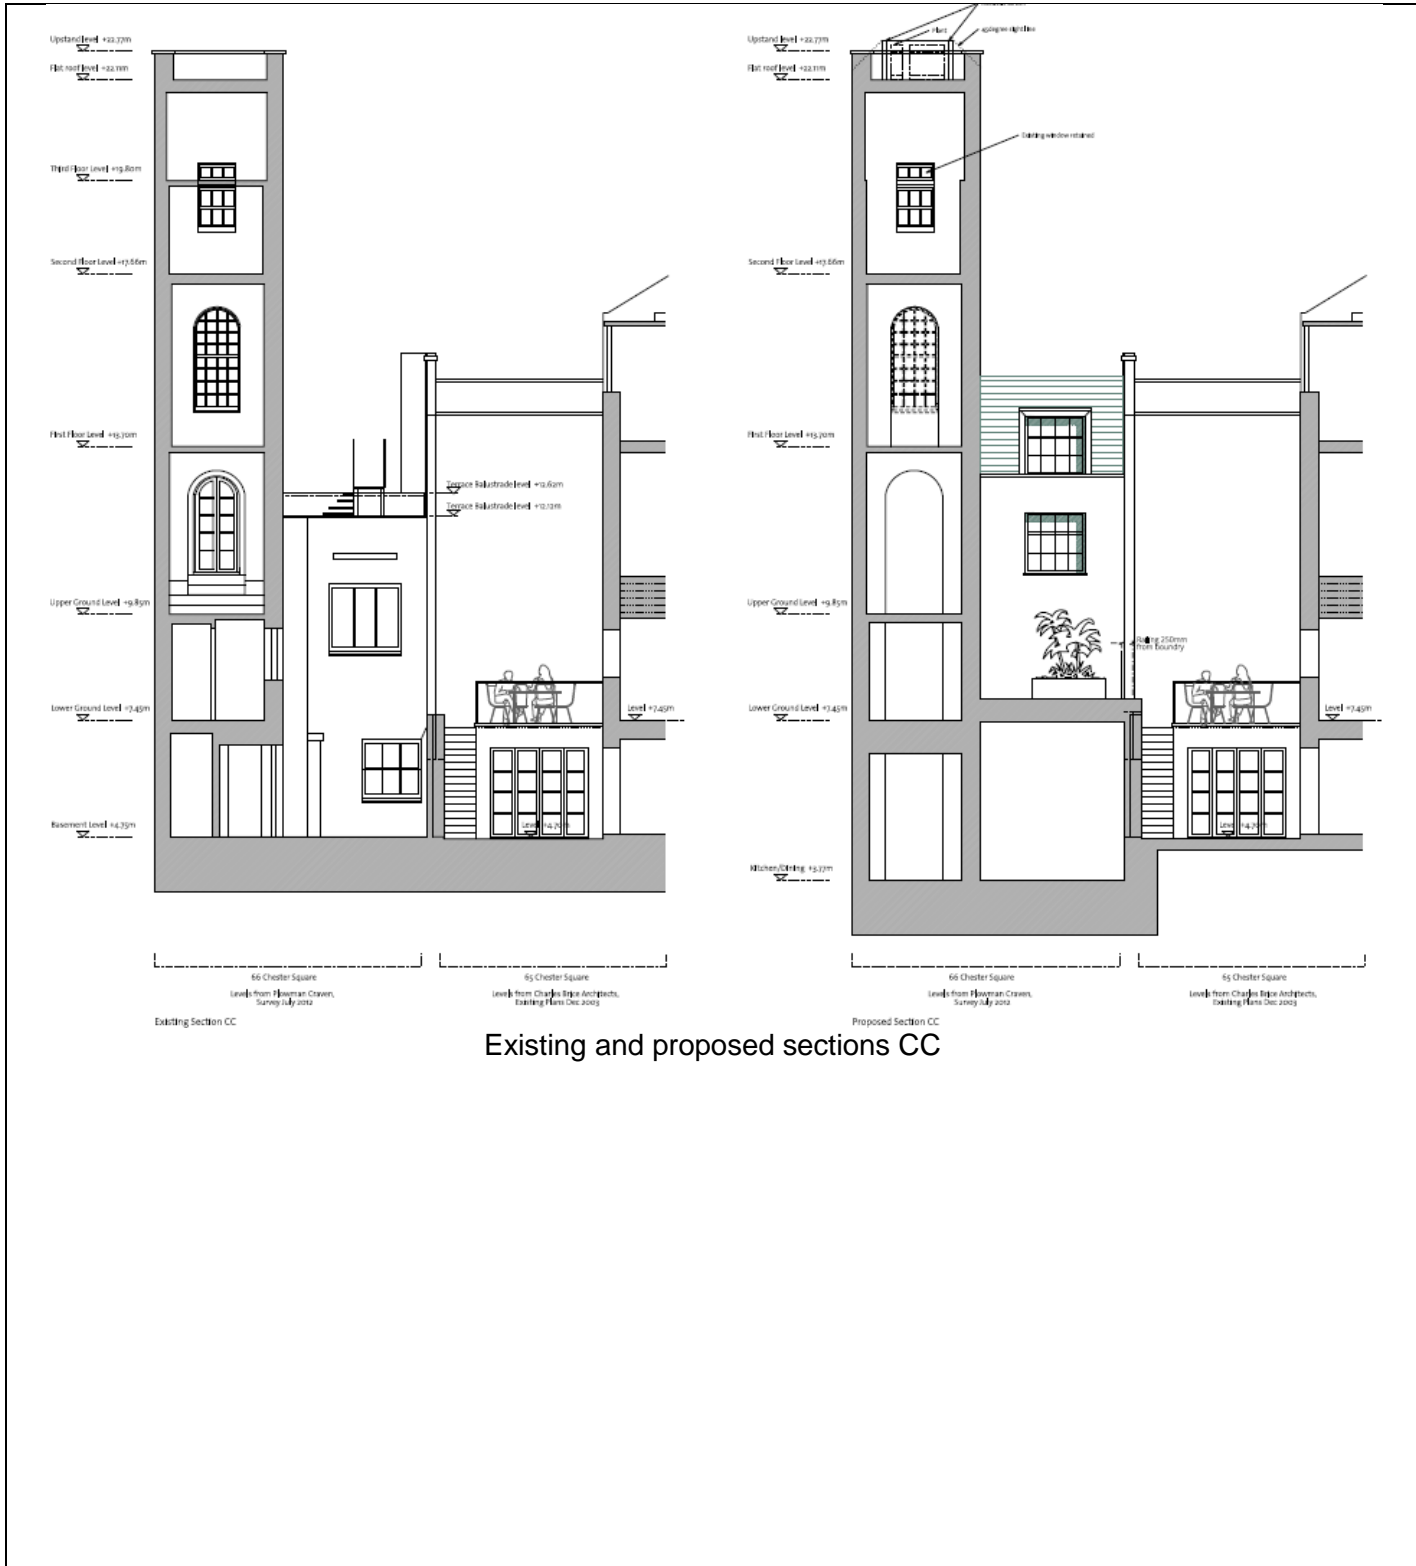 Upstand level +22.77m
Flat roof level +22.11m
Third Floor Level +19.80m
Second Floor Level +17.66m
First Floor Level +13.70m
Terrace Balustrade level +12.62m
Terrace Balustrade level +12.12m
Upper Ground Level +9.85m
Lower Ground Level +7.45m
Level +7.45m
Basement Level +4.75m
Level +4.70m
66 Chester Square
Levels from Plowman Craven,
Survey July 2012
65 Chester Square
Levels from Charles Brice Architects,
Existing Plans Dec 2003
Existing Section CC
Plant
45degree sight line
Upstand level +22.77m
Flat roof level +22.11m
Existing window retained
Second Floor Level +17.66m
First Floor Level +13.70m
Upper Ground Level +9.85m
Railing 250mm
from boundry
Lower Ground Level +7.45m
Level +7.45m
Level +4.70m
Kitchen/Dining +3.77m
66 Chester Square
Levels from Plowman Craven,
Survey July 2012
65 Chester Square
Levels from Charles Brice Architects,
Existing Plans Dec 2003
Proposed Section CC
Existing and proposed sections CC